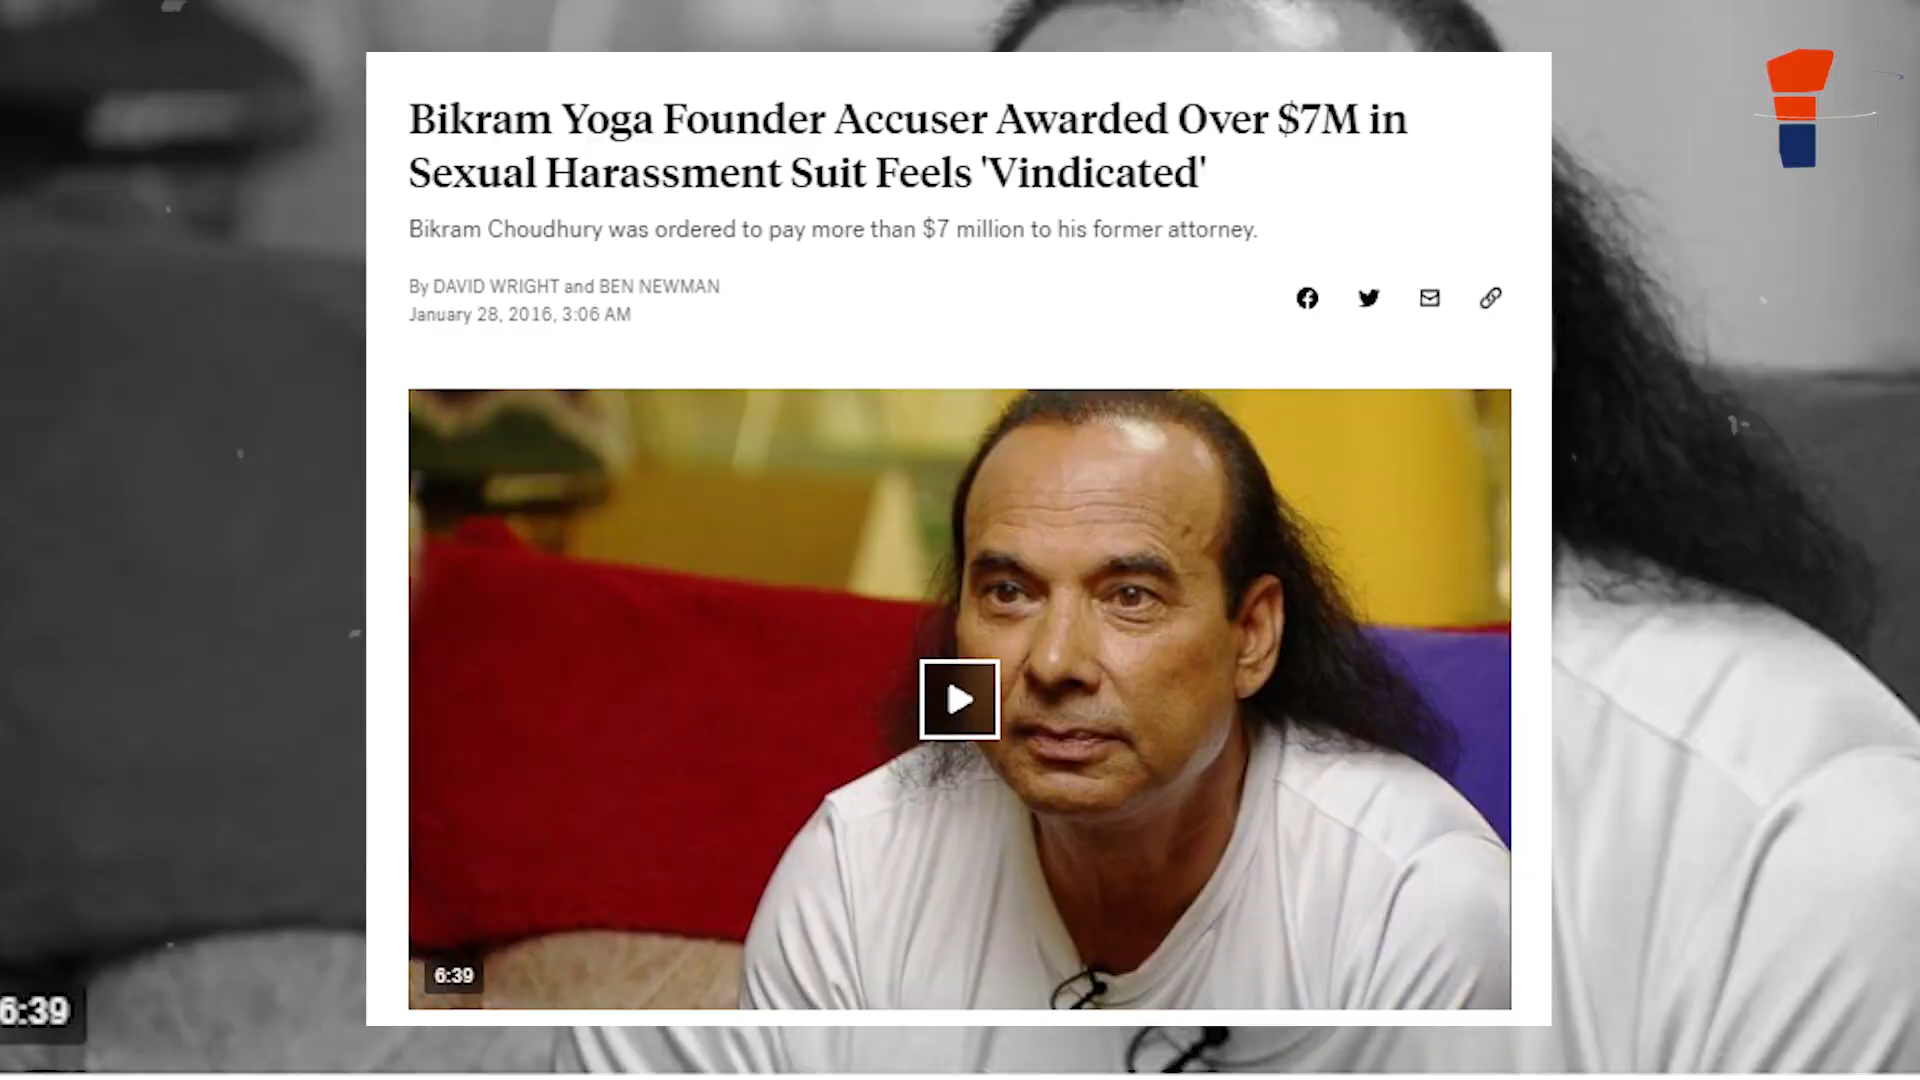 Bikram Yoga Founder Accuser Awarded Over $7M in
Sexual Harassment Suit Feels 'Vindicated'
Bikram Choudhury was ordered to pay more than $7 million to his former attorney.
By DAVID WRIGHT and BEN NEWMAN
January 28, 2016, 3:06 AM
6:39
6:39